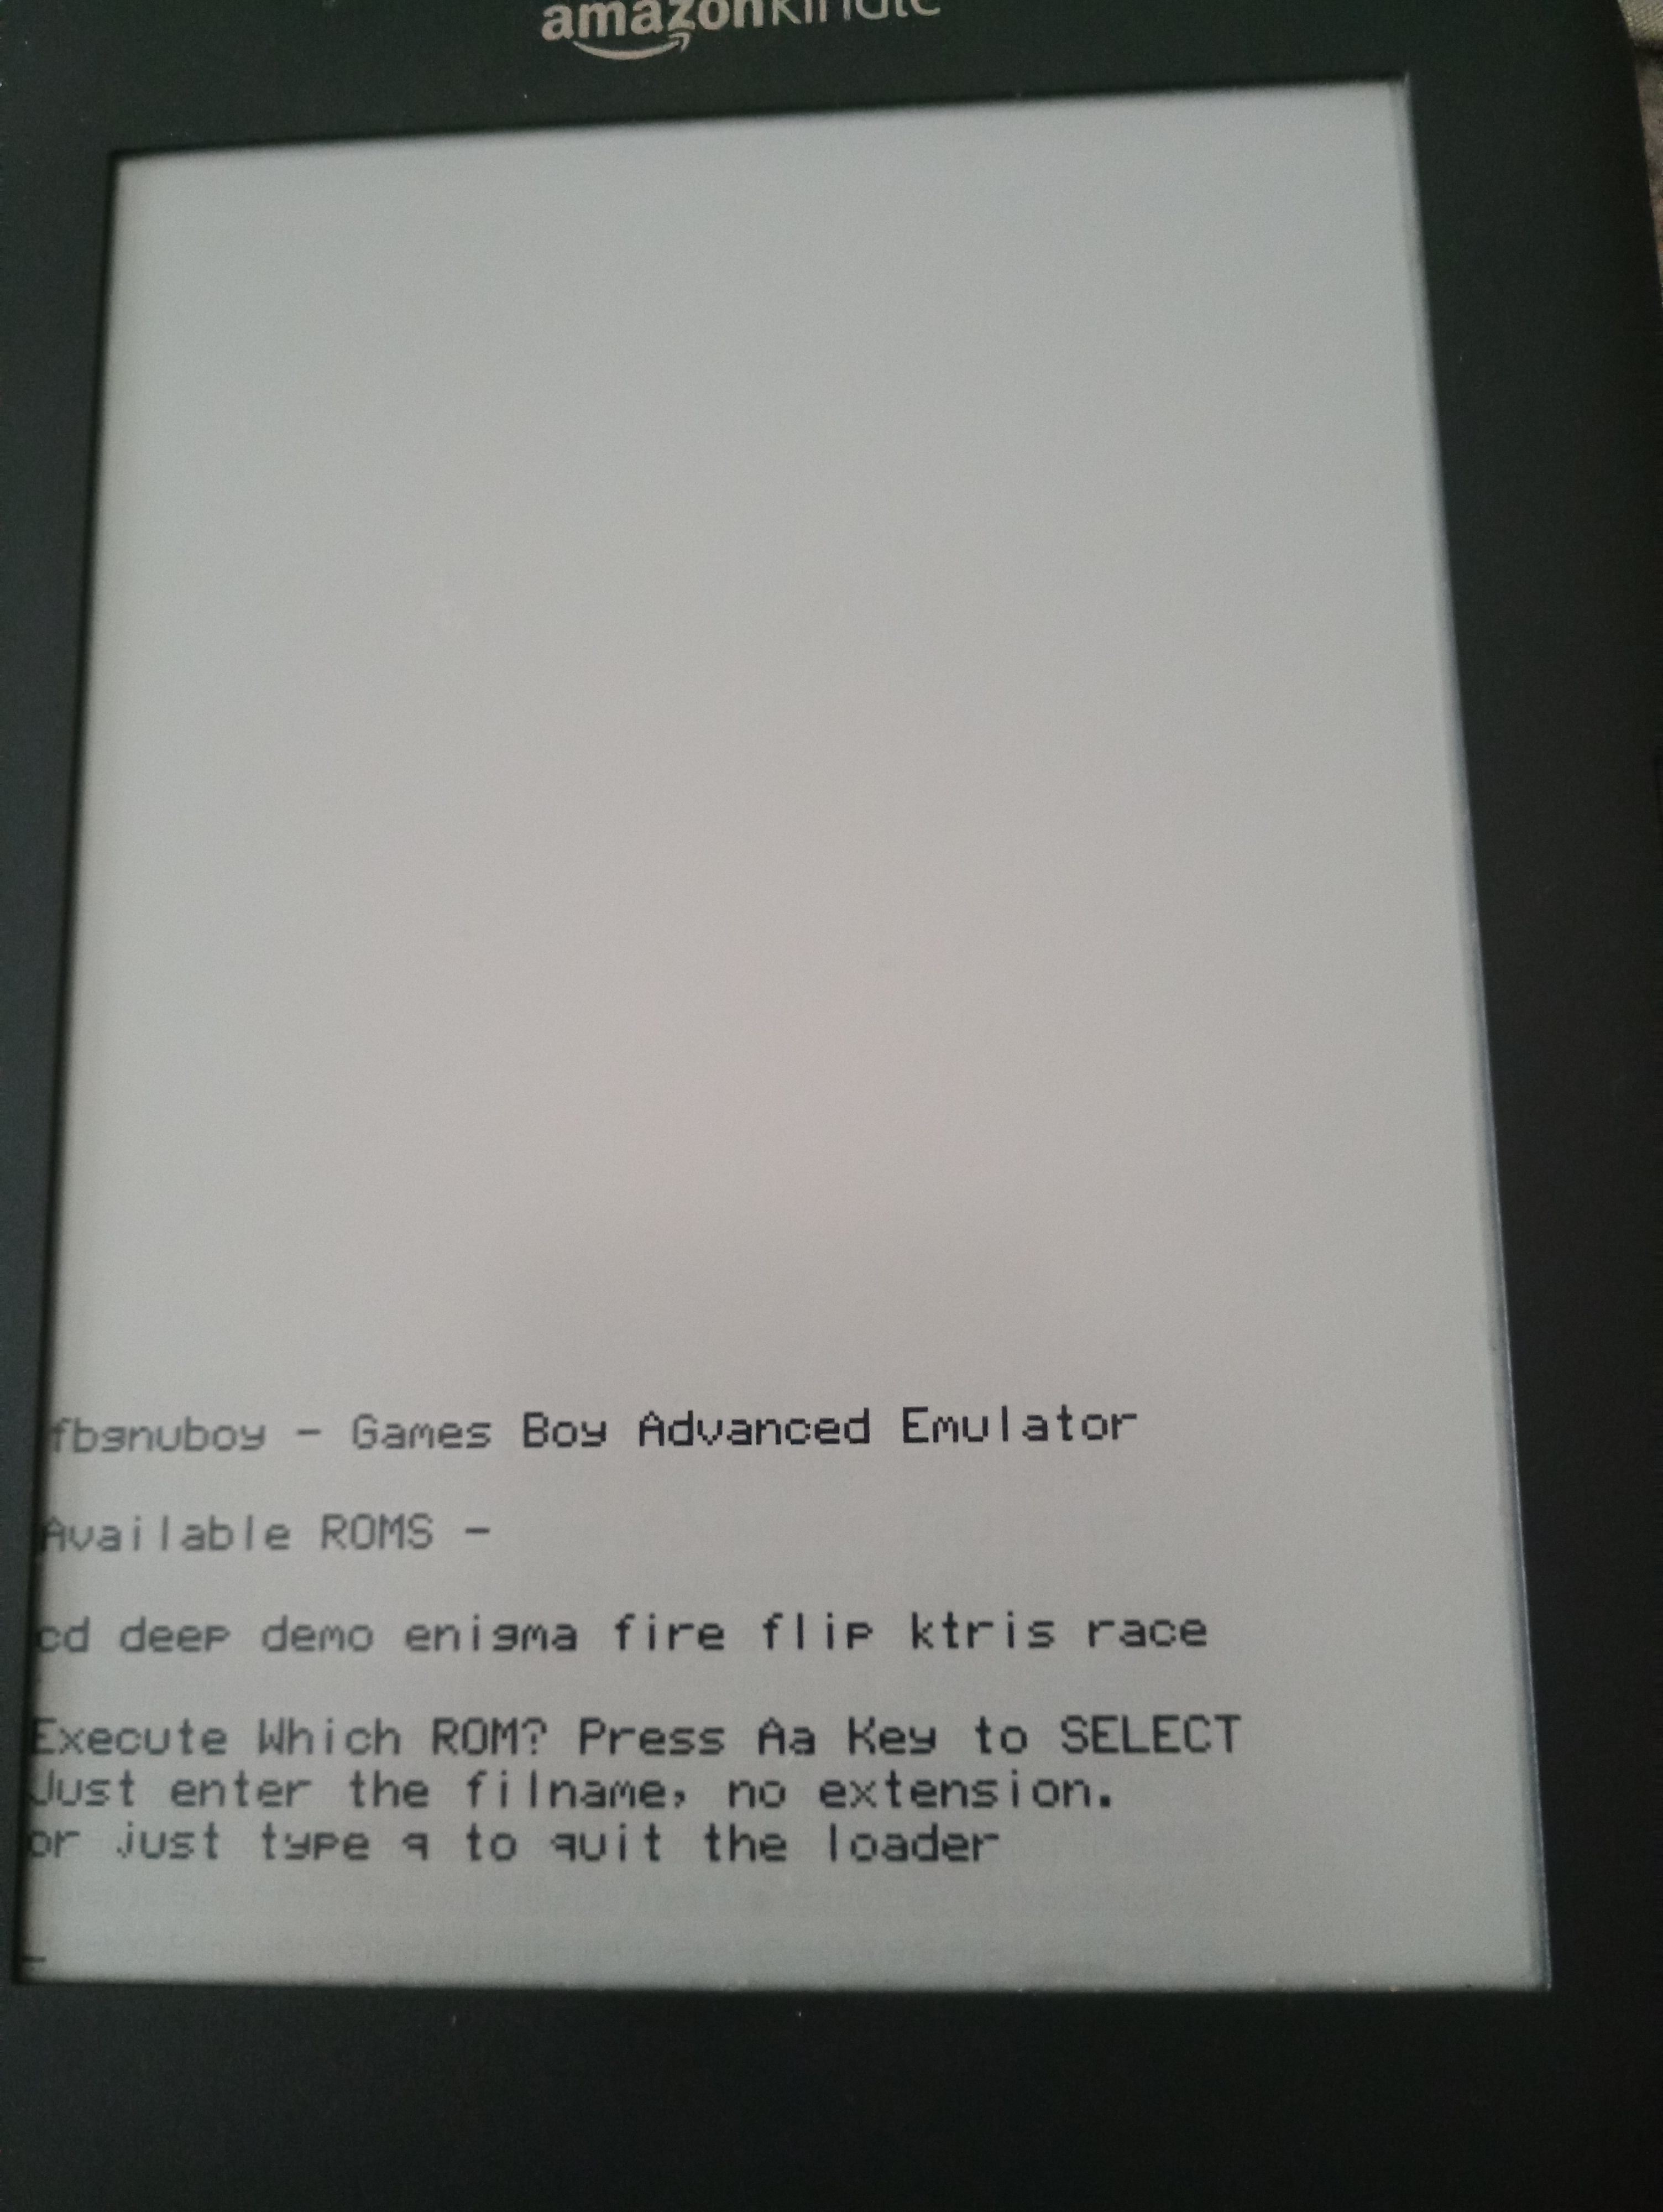 amazonkindle
fbgnuboy - Games Boy Advanced Emulator
Available ROMS -
cd deep demo enigma fire flip ktris race
Execute Which ROM? Press Aa Key to SELECT
Just enter the filname, no extension.
or just type q to quit the loader
_